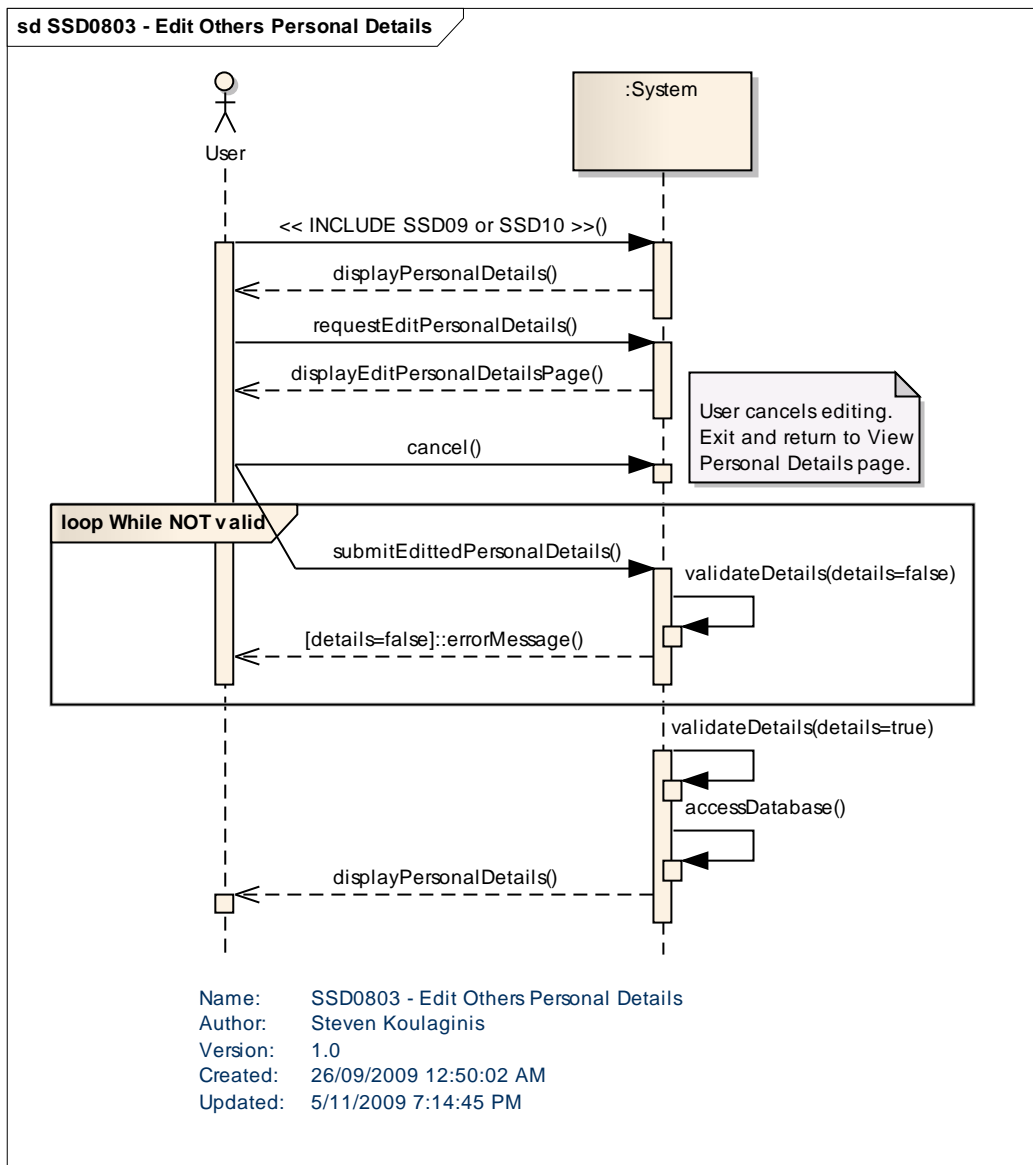 sd SSD0803 - Edit Others Personal Details
:System
User
<< INCLUDE SSD09 or SSD10 >>()
displayPersonalDetails()
requestEditPersonalDetails()
displayEditPersonalDetailsPage()
User cancels editing.
Exit and return to View
Personal Details page.
cancel()
loop While NOT valid
submitEdittedPersonalDetails()
validateDetails(details=false)
[details=false]::errorMessage()
validateDetails(details=true)
accessDatabase()
displayPersonalDetails()
Name: SSD0803 - Edit Others Personal Details
Author: Steven Koulaginis
Version: 1.0
Created: 26/09/2009 12:50:02 AM
Updated: 5/11/2009 7:14:45 PM